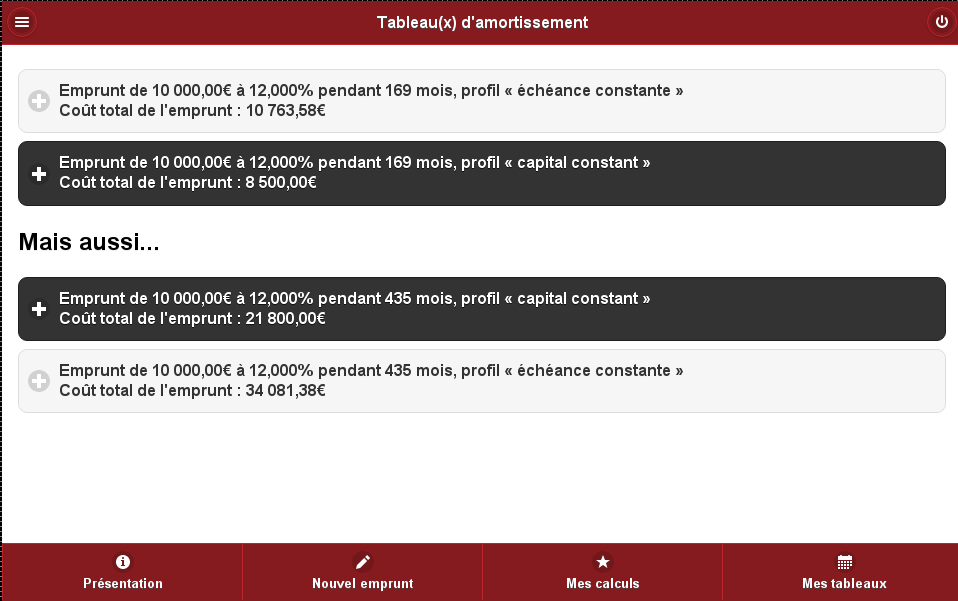 Tableau(x) d'amortissement
Emprunt de 10 000,00€ à 12,000% pendant 169 mois, profil « échéance constante »
Coût total de l'emprunt : 10 763,58€
Emprunt de 10 000,00€ à 12,000% pendant 169 mois, profil « capital constant »
Coût total de l'emprunt : 8 500,00€
Mais aussi...
Emprunt de 10 000,00€ à 12,000% pendant 435 mois, profil « capital constant »
Coût total de l'emprunt : 21 800,00€
Emprunt de 10 000,00€ à 12,000% pendant 435 mois, profil « échéance constante »
Coût total de l'emprunt : 34 081,38€
Présentation
Nouvel emprunt
Mes calculs
Mes tableaux